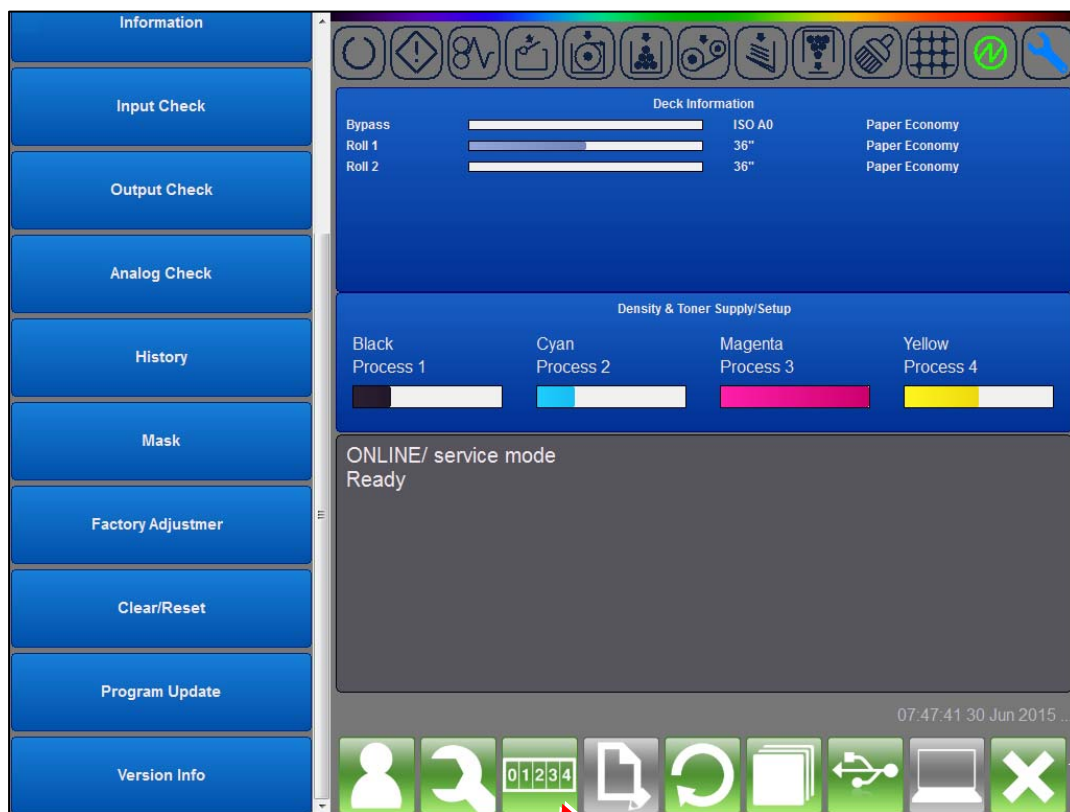 Information
Input Check
Output Check
Analog Check
History
Mask
Factory Adjustmer
Clear/Reset
Program Update
Version Info
Deck Information
Bypass ISO A0 Paper Economy
Roll 1 36" Paper Economy
Roll 2 36" Paper Economy
Density & Toner Supply/Setup
Black Cyan Magenta Yellow
Process 1 Process 2 Process 3 Process 4
ONLINE/ service mode
Ready
07:47:41 30 Jun 2015 ..
01234